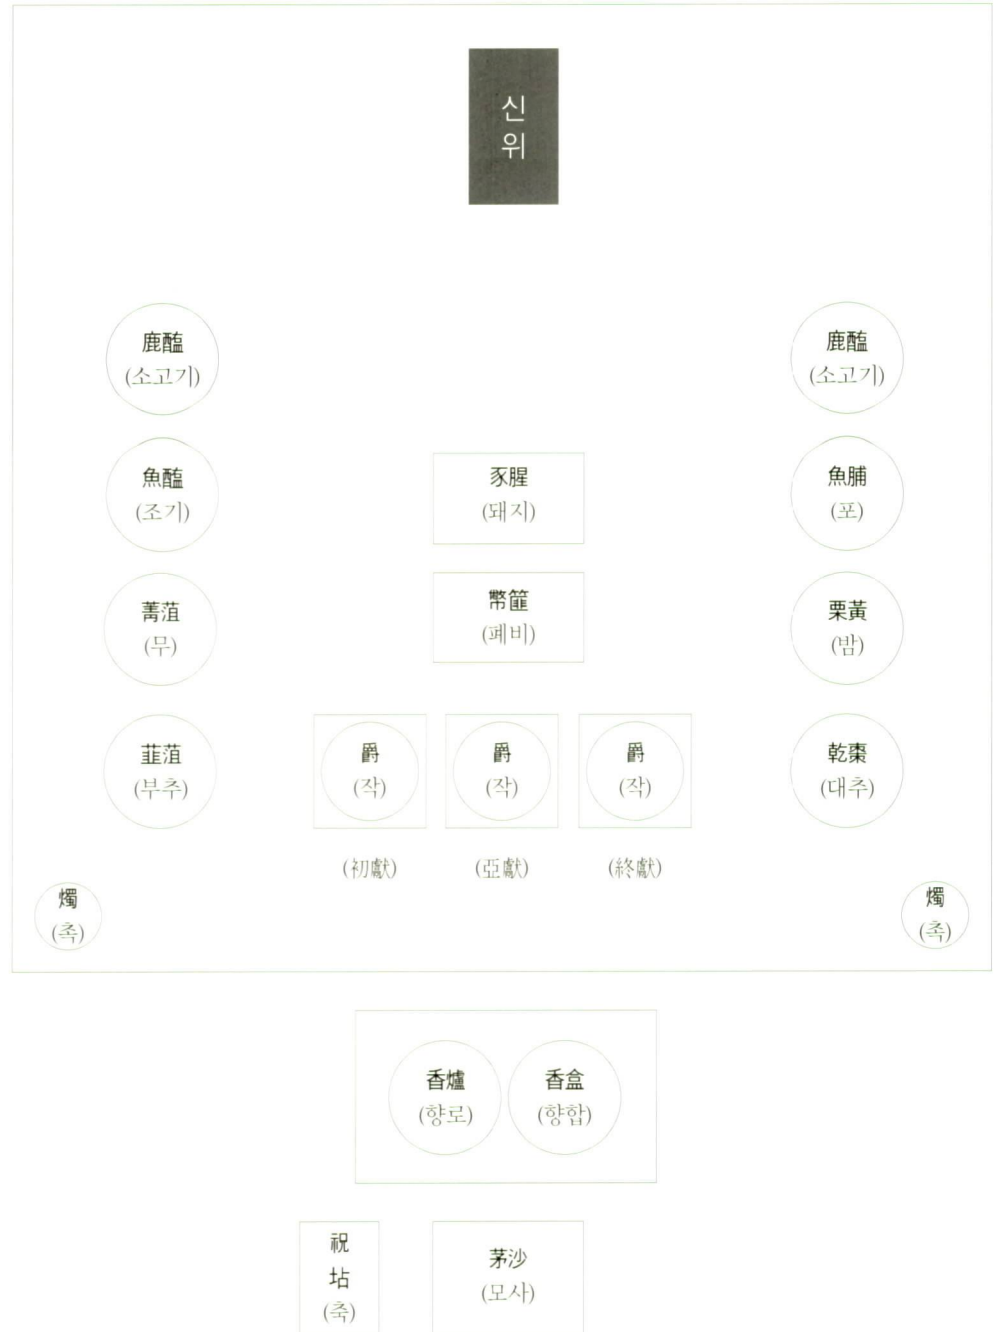 신
위
鹿醢
(소고기)
鹿醢
(소고기)
魚醢
(조기)
豕腥
(돼지)
魚脯
(포)
菁菹
(무)
幣篚
(폐비)
栗黃
(밤)
韮菹
(부추)
爵
(작)
爵
(작)
爵
(작)
乾棗
(대추)
(初獻)
(亞獻)
(終獻)
燭
(촉)
燭
(촉)
香爐
(향로)
香盒
(향합)
祝
坫
(축)
茅沙
(모사)